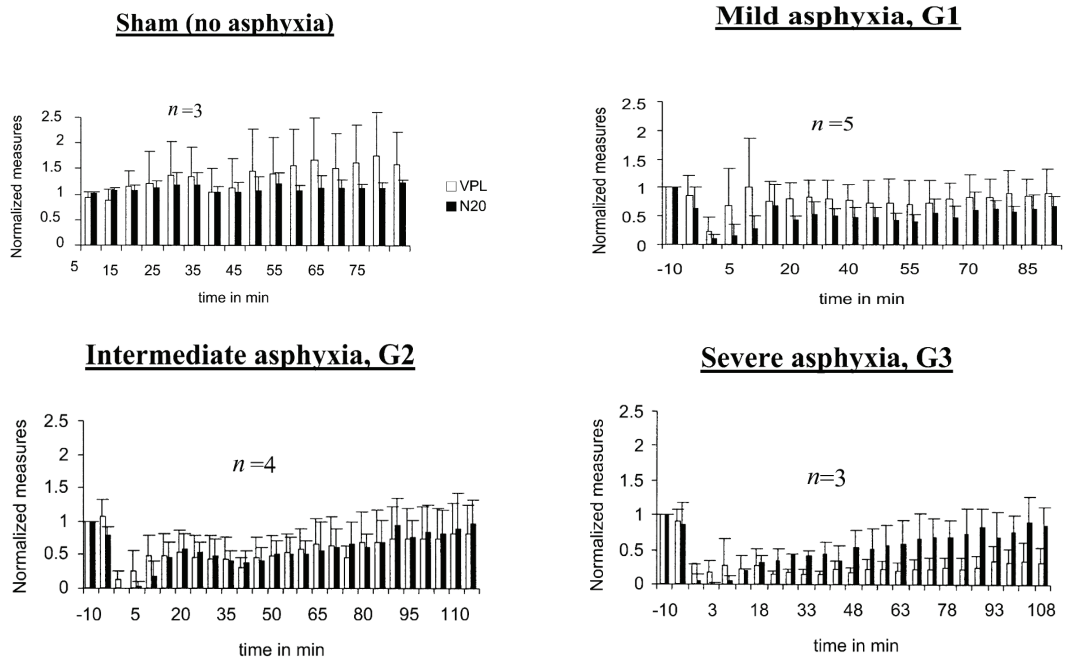 Sham (no asphyxia)
n=3
Normalized measures
2.5
2
1.5
1
0.5
0
5 15 25 35 45 55 65 75
time in min
VPL
N20
Mild asphyxia, G1
n=5
Normalized measures
2.5
2
1.5
1
0.5
0
-10 5 20 40 55 70 85
time in min
Intermediate asphyxia, G2
n=4
Normalized measures
2.5
2
1.5
1
0.5
0
-10 5 20 35 50 65 80 95 110
time in min
Severe asphyxia, G3
n=3
Normalized measures
2.5
2
1.5
1
0.5
0
-10 3 18 33 48 63 78 93 108
time in min